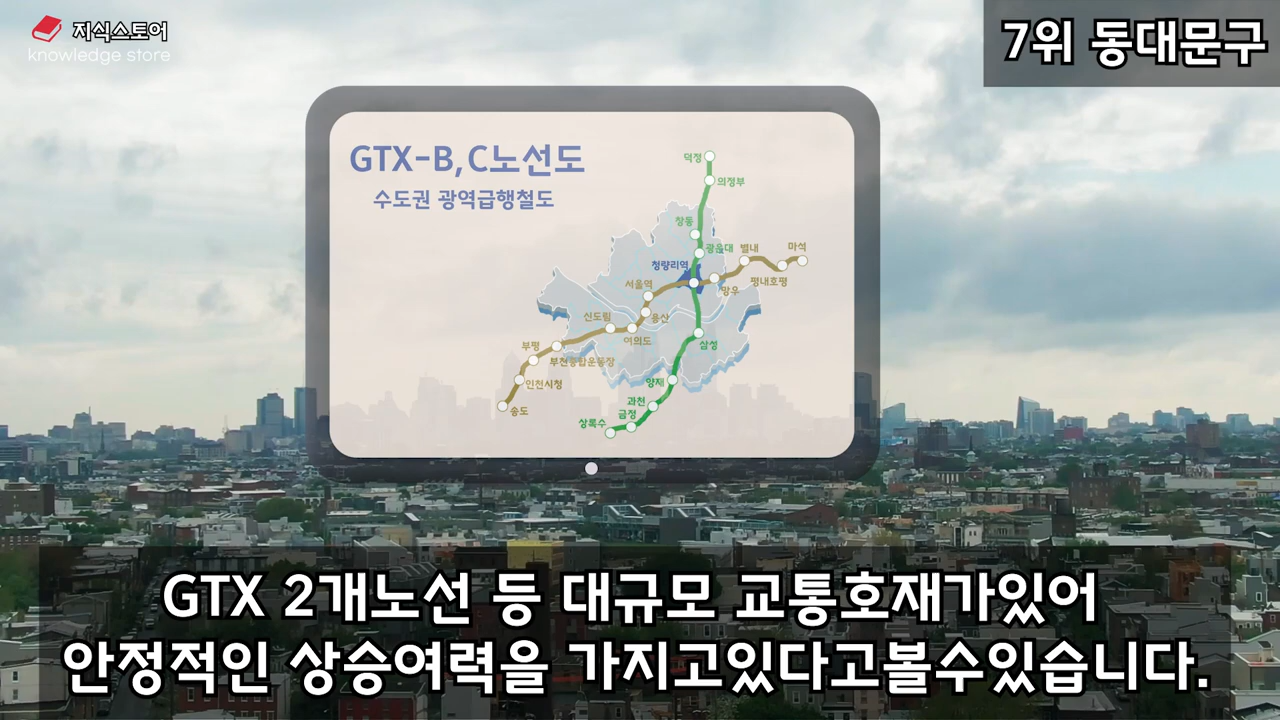 지식스토어
knowledge store
7위 동대문구
GTX-B,C노선도
수도권 광역급행철도
덕정
의정부
창동
광운대
별내
마석
청량리역
평내호평
서울역
망우
신도림
용산
여의도
부평
부천종합운동장
삼성
인천시청
양재
송도
과천
금정
상록수
GTX 2개노선 등 대규모 교통호재가있어
안정적인 상승여력을 가지고있다고볼수있습니다.